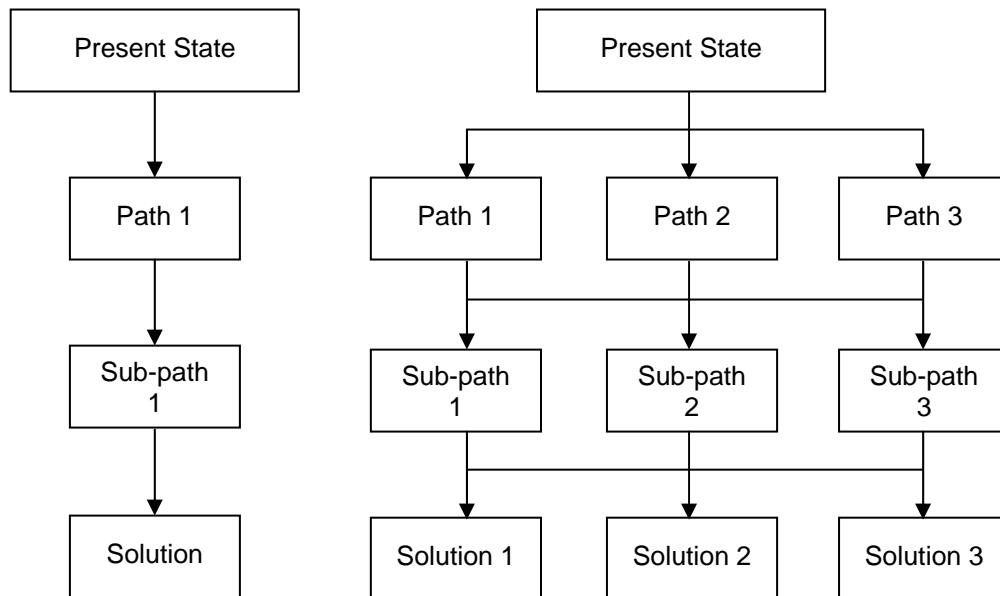 Present State
Path 1
Sub-path
1
Solution
Present State
Path 1
Path 2
Path 3
Sub-path
1
Sub-path
2
Sub-path
3
Solution 1
Solution 2
Solution 3